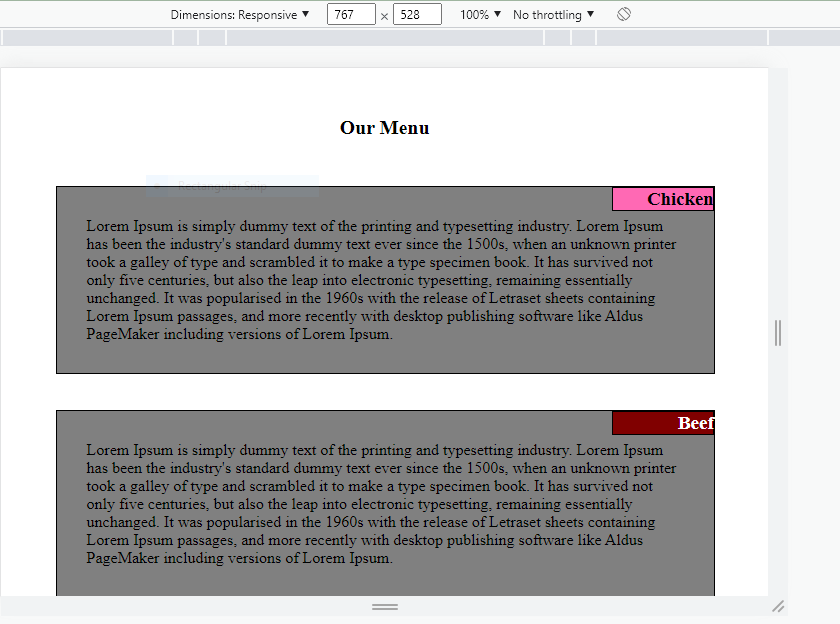 Dimensions: Responsive ▼ 767 × 528 100% ▼ No throttling ▼
Our Menu
Rectangular Snip
Chicken
Lorem Ipsum is simply dummy text of the printing and typesetting industry. Lorem Ipsum
has been the industry's standard dummy text ever since the 1500s, when an unknown printer
took a galley of type and scrambled it to make a type specimen book. It has survived not
only five centuries, but also the leap into electronic typesetting, remaining essentially
unchanged. It was popularised in the 1960s with the release of Letraset sheets containing
Lorem Ipsum passages, and more recently with desktop publishing software like Aldus
PageMaker including versions of Lorem Ipsum.
Beef
Lorem Ipsum is simply dummy text of the printing and typesetting industry. Lorem Ipsum
has been the industry's standard dummy text ever since the 1500s, when an unknown printer
took a galley of type and scrambled it to make a type specimen book. It has survived not
only five centuries, but also the leap into electronic typesetting, remaining essentially
unchanged. It was popularised in the 1960s with the release of Letraset sheets containing
Lorem Ipsum passages, and more recently with desktop publishing software like Aldus
PageMaker including versions of Lorem Ipsum.